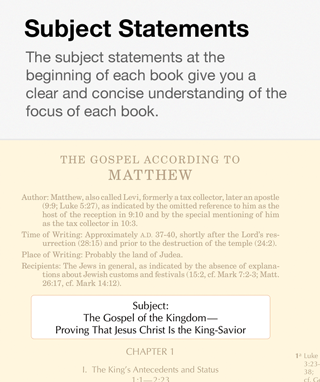 Subject Statements
The subject statements at the
beginning of each book give you a
clear and concise understanding of the
focus of each book.
THE GOSPEL ACCORDING TO
MATTHEW
Author: Matthew, also called Levi, formerly a tax collector, later an apostle
(9:9; Luke 5:27), as indicated by the omitted reference to him as the
host of the reception in 9:10 and by the special mentioning of him
as the tax collector in 10:3.
Time of Writing: Approximately A.D. 37-40, shortly after the Lord's res-
urrection (28:15) and prior to the destruction of the temple (24:2).
Place of Writing: Probably the land of Judea.
Recipients: The Jews in general, as indicated by the absence of explana-
tions about Jewish customs and festivals (15:2, cf. Mark 7:2-3; Matt.
26:17, cf. Mark 14:12).
Subject:
The Gospel of the Kingdom—
Proving That Jesus Christ Is the King-Savior
CHAPTER 1
I. The King's Antecedents and Status
1:1—2:23
1a Luke
3:23-
38;
cf. Ge